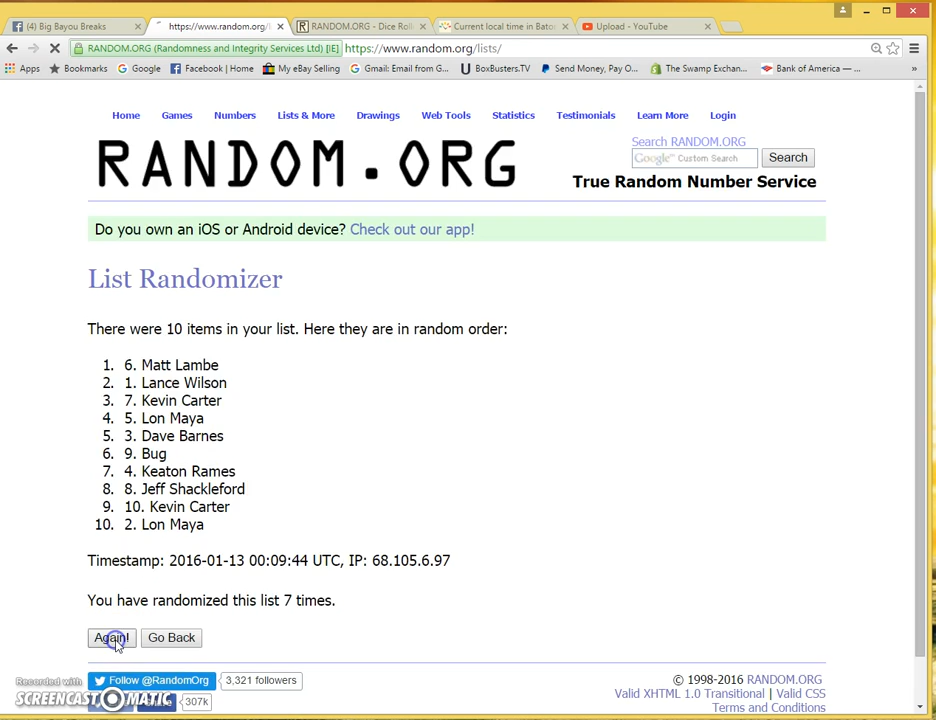 (4) Big Bayou Breaks
https://www.random.org/l
RANDOM.ORG - Dice Roll
Current local time in Bato
Upload - YouTube
RANDOM.ORG (Randomness and Integrity Services Ltd) [IE]
https://www.random.org/lists/
Apps
Bookmarks
Google
Facebook | Home
My eBay Selling
Gmail: Email from G...
BoxBusters.TV
Send Money, Pay O...
The Swamp Exchan...
Bank of America — ...
»
Home
Games
Numbers
Lists & More
Drawings
Web Tools
Statistics
Testimonials
Learn More
Login
RANDOM.ORG
Search RANDOM.ORG
Google™ Custom Search
Search
True Random Number Service
Do you own an iOS or Android device? Check out our app!
List Randomizer
There were 10 items in your list. Here they are in random order:
1. 6. Matt Lambe
2. 1. Lance Wilson
3. 7. Kevin Carter
4. 5. Lon Maya
5. 3. Dave Barnes
6. 9. Bug
7. 4. Keaton Rames
8. 8. Jeff Shackleford
9. 10. Kevin Carter
10. 2. Lon Maya
Timestamp: 2016-01-13 00:09:44 UTC, IP: 68.105.6.97
You have randomized this list 7 times.
Again!
Go Back
Follow @RandomOrg
3,321 followers
307k
© 1998-2016 RANDOM.ORG
Valid XHTML 1.0 Transitional | Valid CSS
Terms and Conditions
Recorded with
SCREENCAST MATIC